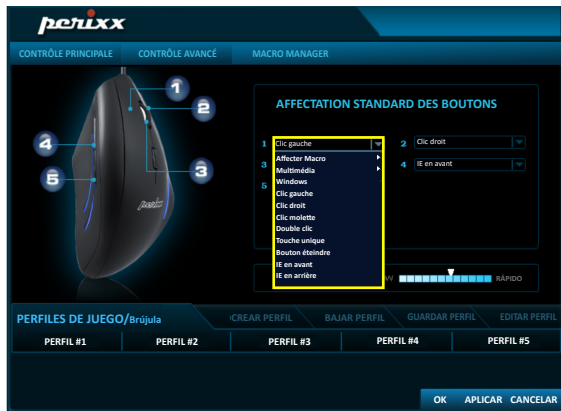 perixx
CONTRÔLE PRINCIPALE CONTRÔLE AVANCÉ MACRO MANAGER
AFFECTATION STANDARD DES BOUTONS
1 Clic gauche 2 Clic droit
3 4 IE en avant
5
Affecter Macro
Multimédia
Windows
Clic gauche
Clic droit
Clic molette
Double clic
Touche unique
Bouton éteindre
IE en avant
IE en arrière
RÁPIDO
1
2
3
4
5
perixx
PERFILES DE JUEGO/Brújula CREAR PERFIL BAJAR PERFIL GUARDAR PERFIL EDITAR PERFIL
PERFIL #1 PERFIL #2 PERFIL #3 PERFIL #4 PERFIL #5
OK APLICAR CANCELAR